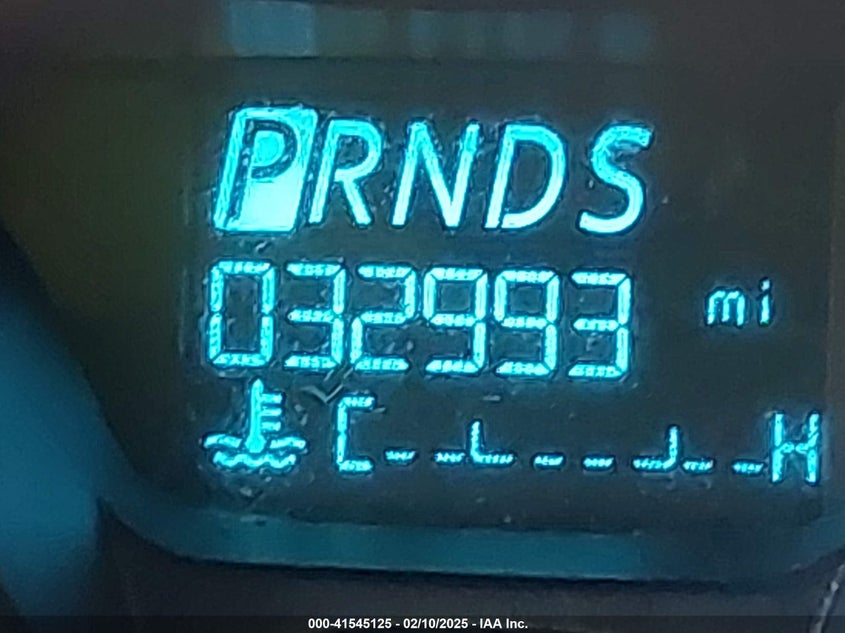 PRNDS
032993 mi
C H
000-41545125 - 02/10/2025 - IAA Inc.